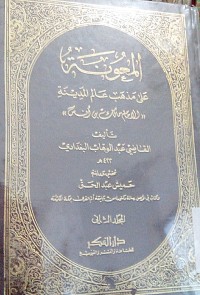 المعونة
على مذهب عالم المدينة
«الإمام مالك بن أنس»
تأليف
القاضي عبد الوهاب البغدادي
٤٢٢ هـ
حميش عبد الحق
المجلد الثاني
دار الفكر